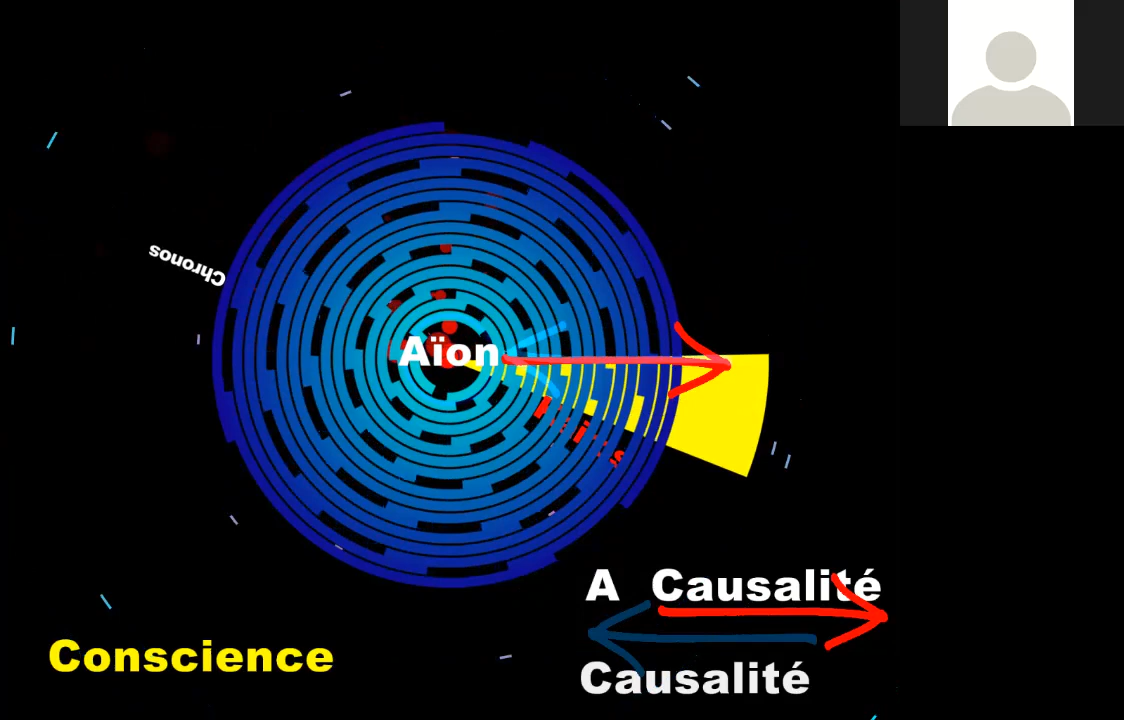 Chronos
Aïon
A Causalité
Causalité
Conscience